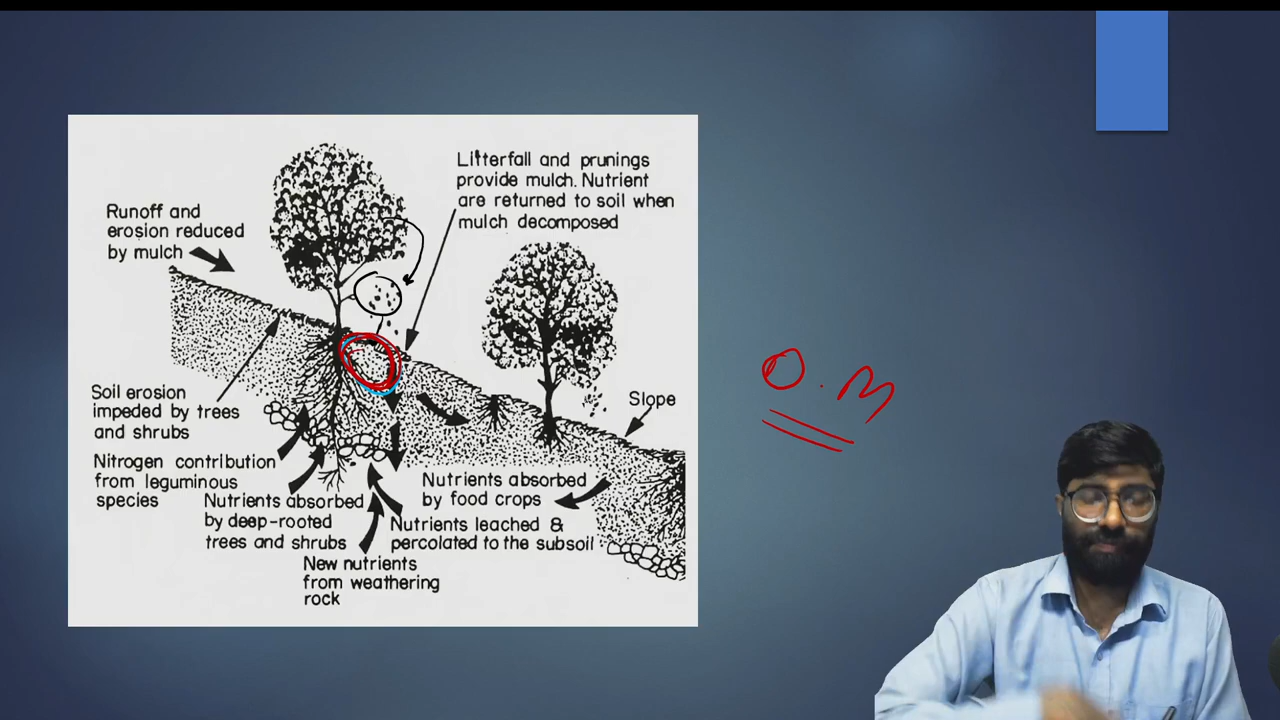 Litterfall and prunings
provide mulch. Nutrient
are returned to soil when
mulch decomposed
Runoff and
erosion reduced
by mulch
Soil erosion
impeded by trees
and shrubs
Slope
O.M
Nitrogen contribution
from leguminous
species
Nutrients absorbed
by deep-rooted
trees and shrubs
Nutrients absorbed
by food crops
Nutrients leached &
percolated to the subsoil
New nutrients
from weathering
rock